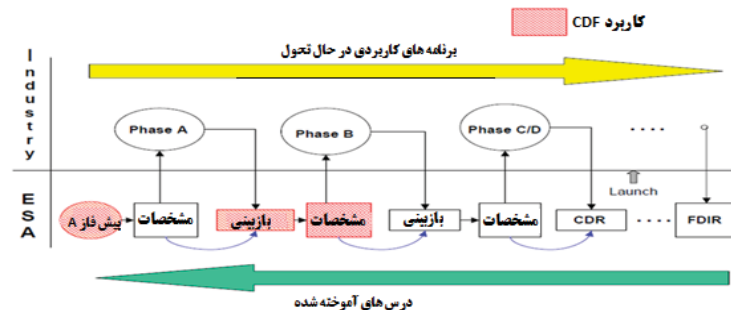 کاربرد CDF
برنامه های کاربردی در حال تحول
Industry
Phase A
Phase B
Phase C/D
....
Launch
ESA
پیش فاز A
مشخصات
بازبینی
مشخصات
بازبینی
مشخصات
CDR
....
FDIR
درس های آموخته شده